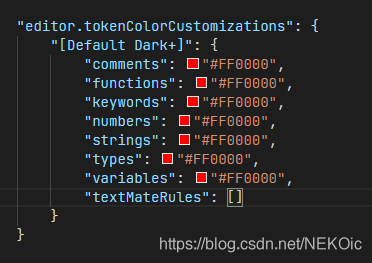 "editor.tokenColorCustomizations": {
"[Default Dark+]": {
"comments": "#FF0000",
"functions": "#FF0000",
"keywords": "#FF0000",
"numbers": "#FF0000",
"strings": "#FF0000",
"types": "#FF0000",
"variables": "#FF0000",
"textMateRules": []
}
}
https://blog.csdn.net/NEKOic